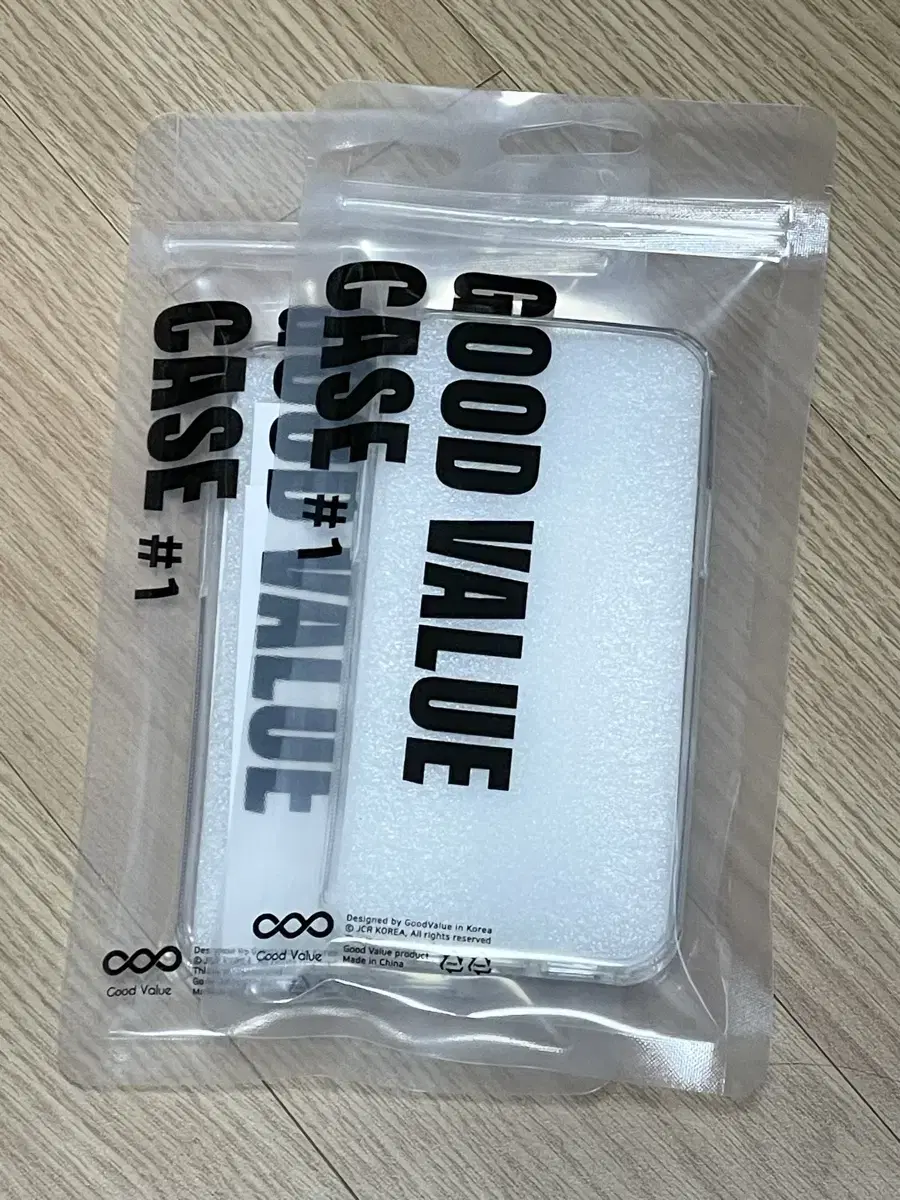 GOOD VALUE
CASE #1
Good Value
Designed by GoodValue in Korea
© JCR KOREA, All rights reserved
Good Value product
Made in China
GOOD VALUE
CASE #1
Good Value